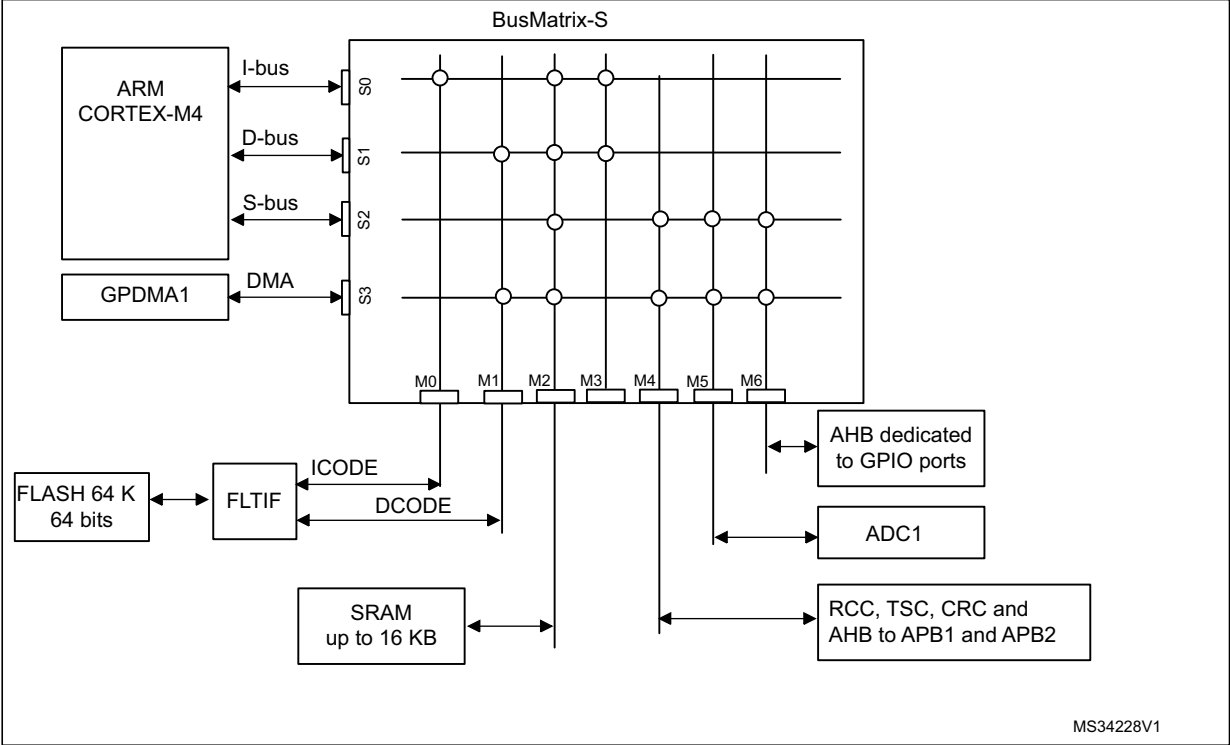 BusMatrix-S
ARM
CORTEX-M4
I-bus
S0
D-bus
S1
S-bus
S2
GPDMA1
DMA
S3
M0
M1
M2
M3
M4
M5
M6
AHB dedicated
to GPIO ports
ICODE
FLASH 64 K
64 bits
FLTIF
DCODE
ADC1
SRAM
up to 16 KB
RCC, TSC, CRC and
AHB to APB1 and APB2
MS34228V1